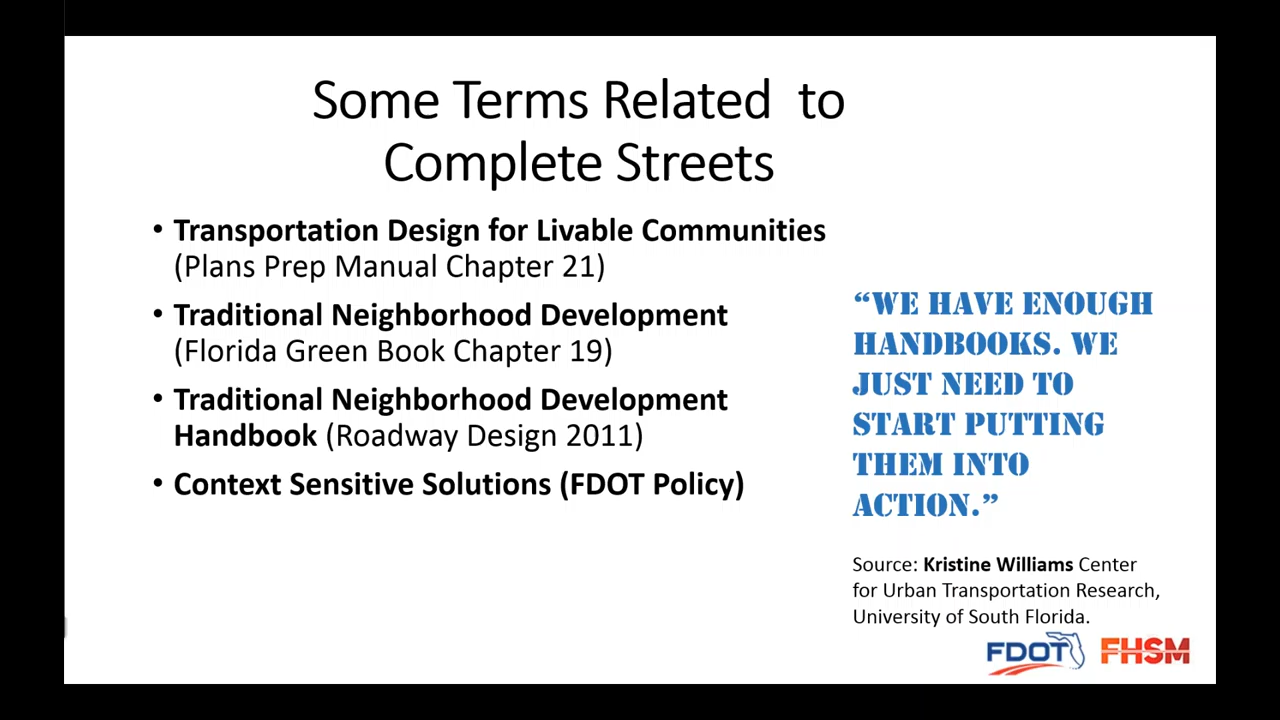 Some Terms Related to
Complete Streets
• Transportation Design for Livable Communities
(Plans Prep Manual Chapter 21)
• Traditional Neighborhood Development
(Florida Green Book Chapter 19)
• Traditional Neighborhood Development
Handbook (Roadway Design 2011)
• Context Sensitive Solutions (FDOT Policy)
“WE HAVE ENOUGH
HANDBOOKS. WE
JUST NEED TO
START PUTTING
THEM INTO
ACTION.”
Source: Kristine Williams Center
for Urban Transportation Research,
University of South Florida.
FDOT
FHSM